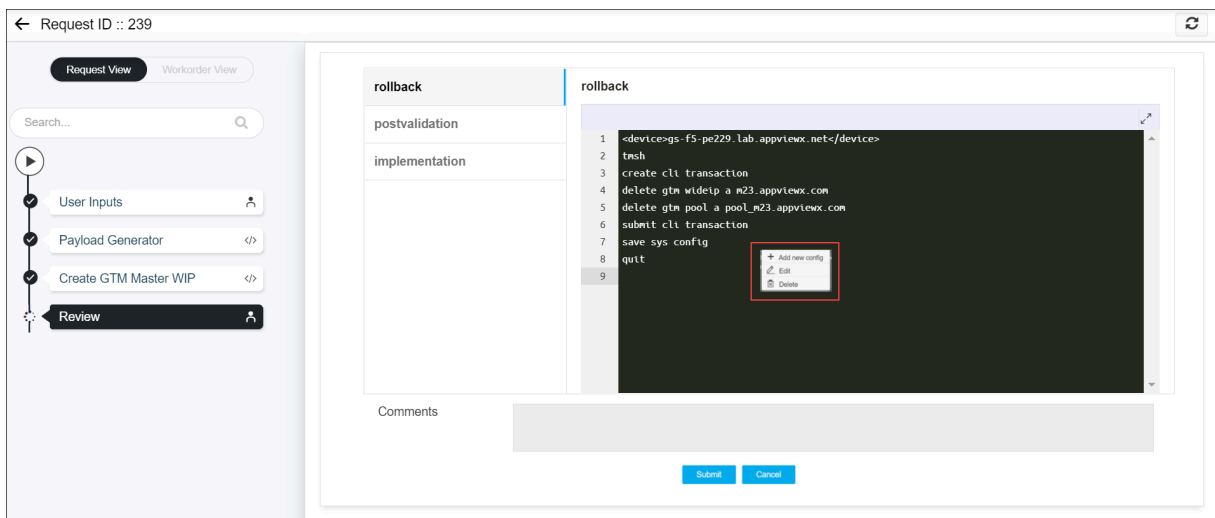 Request ID :: 239
Request View
Workorder View
Search...
User Inputs
Payload Generator
</>
Create GTM Master WIP
</>
Review
rollback
postvalidation
implementation
rollback
1 <device>gs-f5-pe229.lab.appviewx.net</device>
2 tmsh
3 create cli transaction
4 delete gtm wideip a m23.appviewx.com
5 delete gtm pool a pool_m23.appviewx.com
6 submit cli transaction
7 save sys config
8 quit
9
+ Add new config
Edit
Delete
Comments
Submit
Cancel